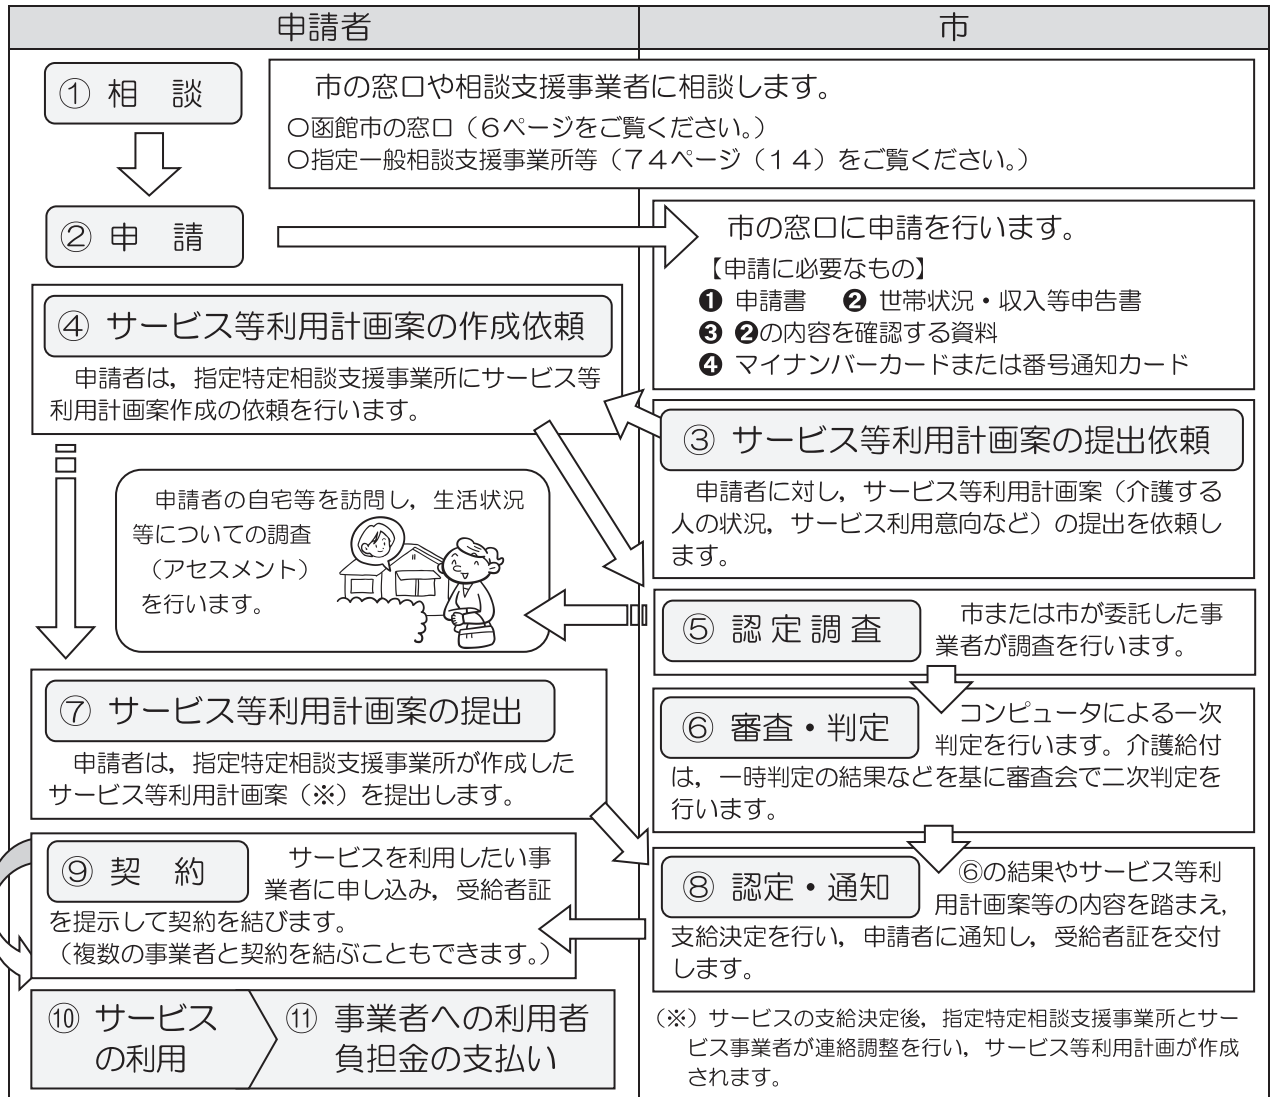 申請者
市
① 相　談
市の窓口や相談支援事業者に相談します。
〇函館市の窓口（６ページをご覧ください。）
〇指定一般相談支援事業所等（７４ページ（１４）をご覧ください。）
② 申　請
市の窓口に申請を行います。
【申請に必要なもの】
❶ 申請書　❷ 世帯状況・収入等申告書
❸ ❷の内容を確認する資料
❹ マイナンバーカードまたは番号通知カード
③ サービス等利用計画案の提出依頼
申請者に対し，サービス等利用計画案（介護する
人の状況，サービス利用意向など）の提出を依頼し
ます。
④ サービス等利用計画案の作成依頼
申請者は，指定特定相談支援事業所にサービス等
利用計画案作成の依頼を行います。
⑤ 認定調査
市または市が委託した事
業者が調査を行います。
申請者の自宅等を訪問し，生活状況
等についての調査
（アセスメント）
を行います。
⑥ 審査・判定
コンピュータによる一次
判定を行います。介護給付
は，一時判定の結果などを基に審査会で二次判定を
行います。
⑦ サービス等利用計画案の提出
申請者は，指定特定相談支援事業所が作成した
サービス等利用計画案（※）を提出します。
⑧ 認定・通知
⑥の結果やサービス等利
用計画案等の内容を踏まえ，
支給決定を行い，申請者に通知し，受給者証を交付
します。
⑨ 契　約
サービスを利用したい事
業者に申し込み，受給者証
を提示して契約を結びます。
（複数の事業者と契約を結ぶこともできます。）
⑩ サービス
の利用
⑪ 事業者への利用者
負担金の支払い
（※）サービスの支給決定後，指定特定相談支援事業所とサー
ビス事業者が連絡調整を行い，サービス等利用計画が作成
されます。